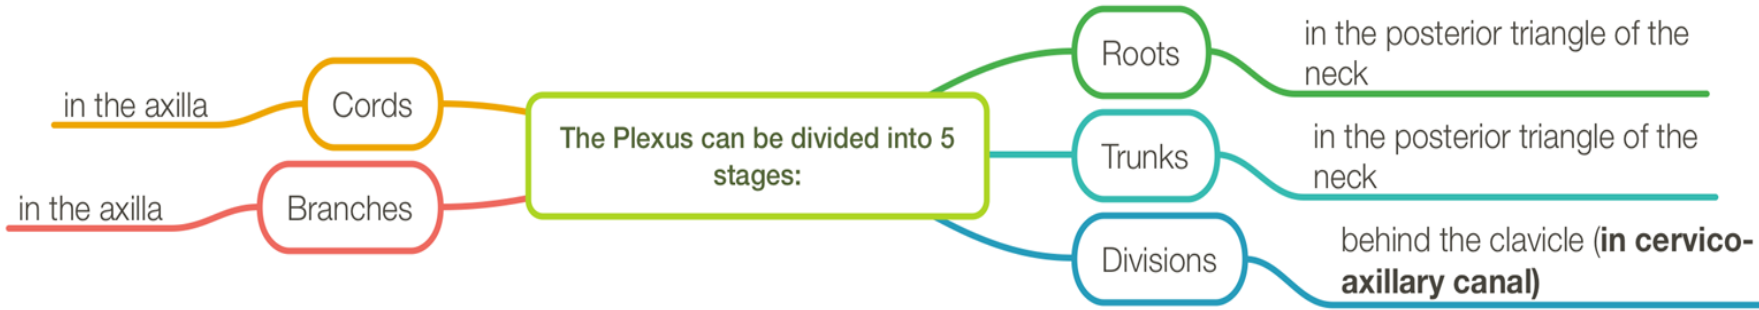 The Plexus can be divided into 5
stages:
Roots
in the posterior triangle of the
neck
Trunks
in the posterior triangle of the
neck
Divisions
behind the clavicle (in cervico-
axillary canal)
Cords
in the axilla
Branches
in the axilla